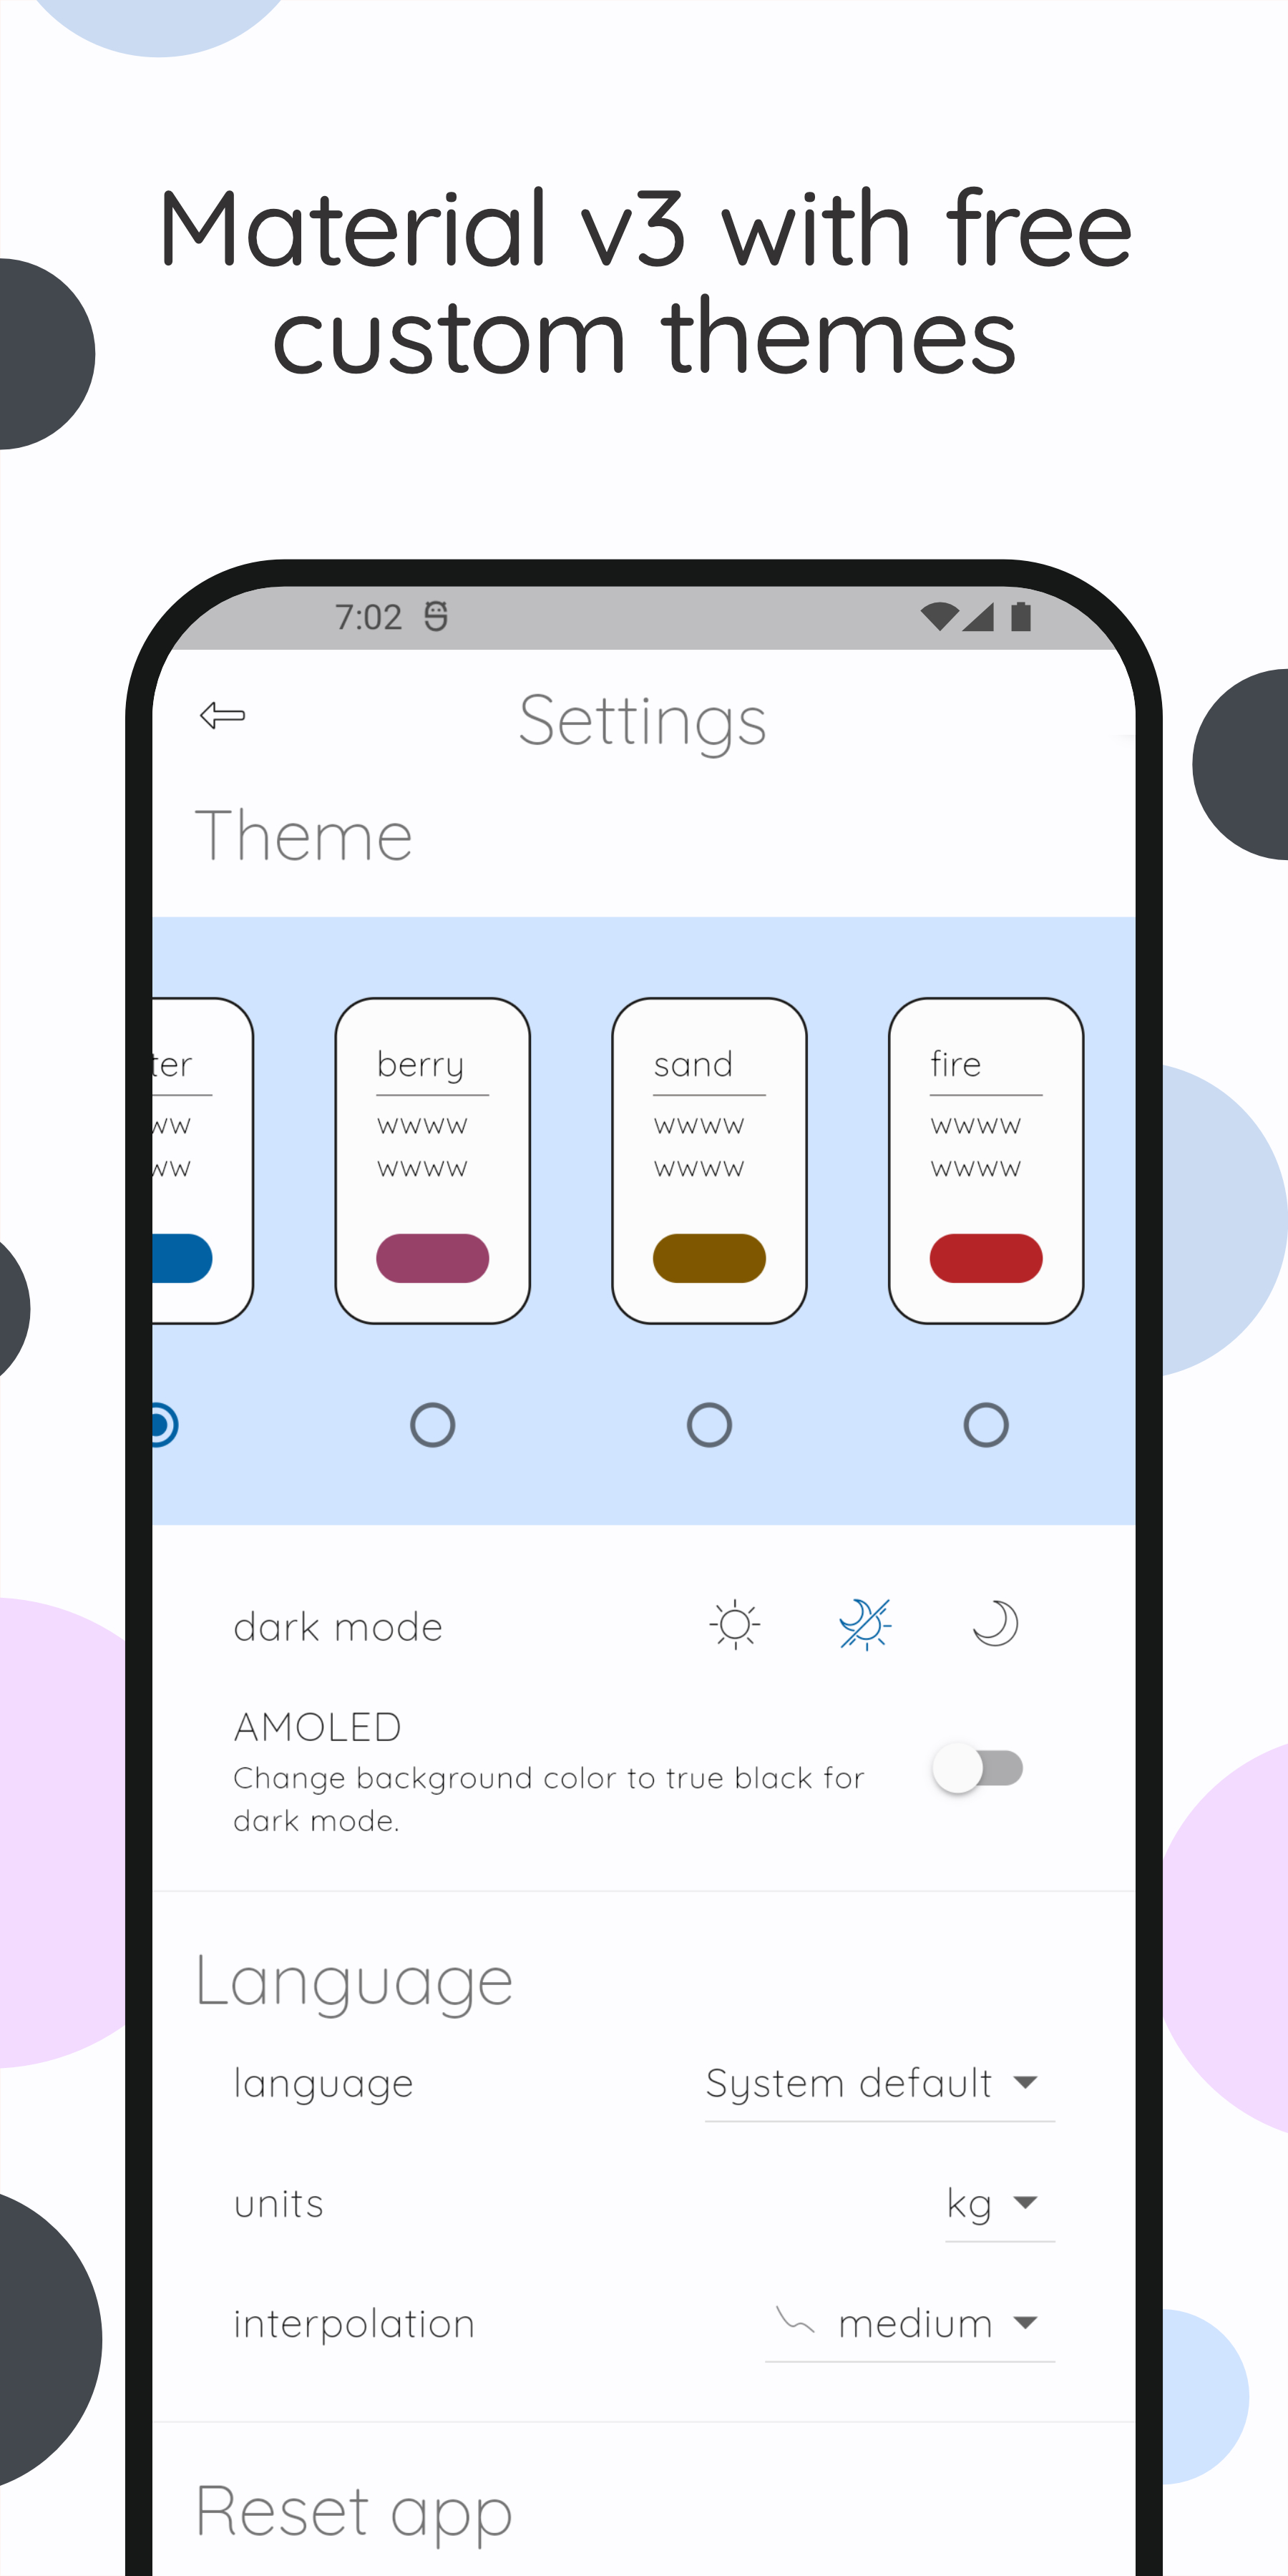 Material v3 with free
custom themes
7:02
Settings
Theme
ter berry sand fire
ww wwww wwww wwww
ww wwww wwww wwww
dark mode
AMOLED
Change background color to true black for
dark mode.
Language
language System default
units kg
interpolation medium
Reset app